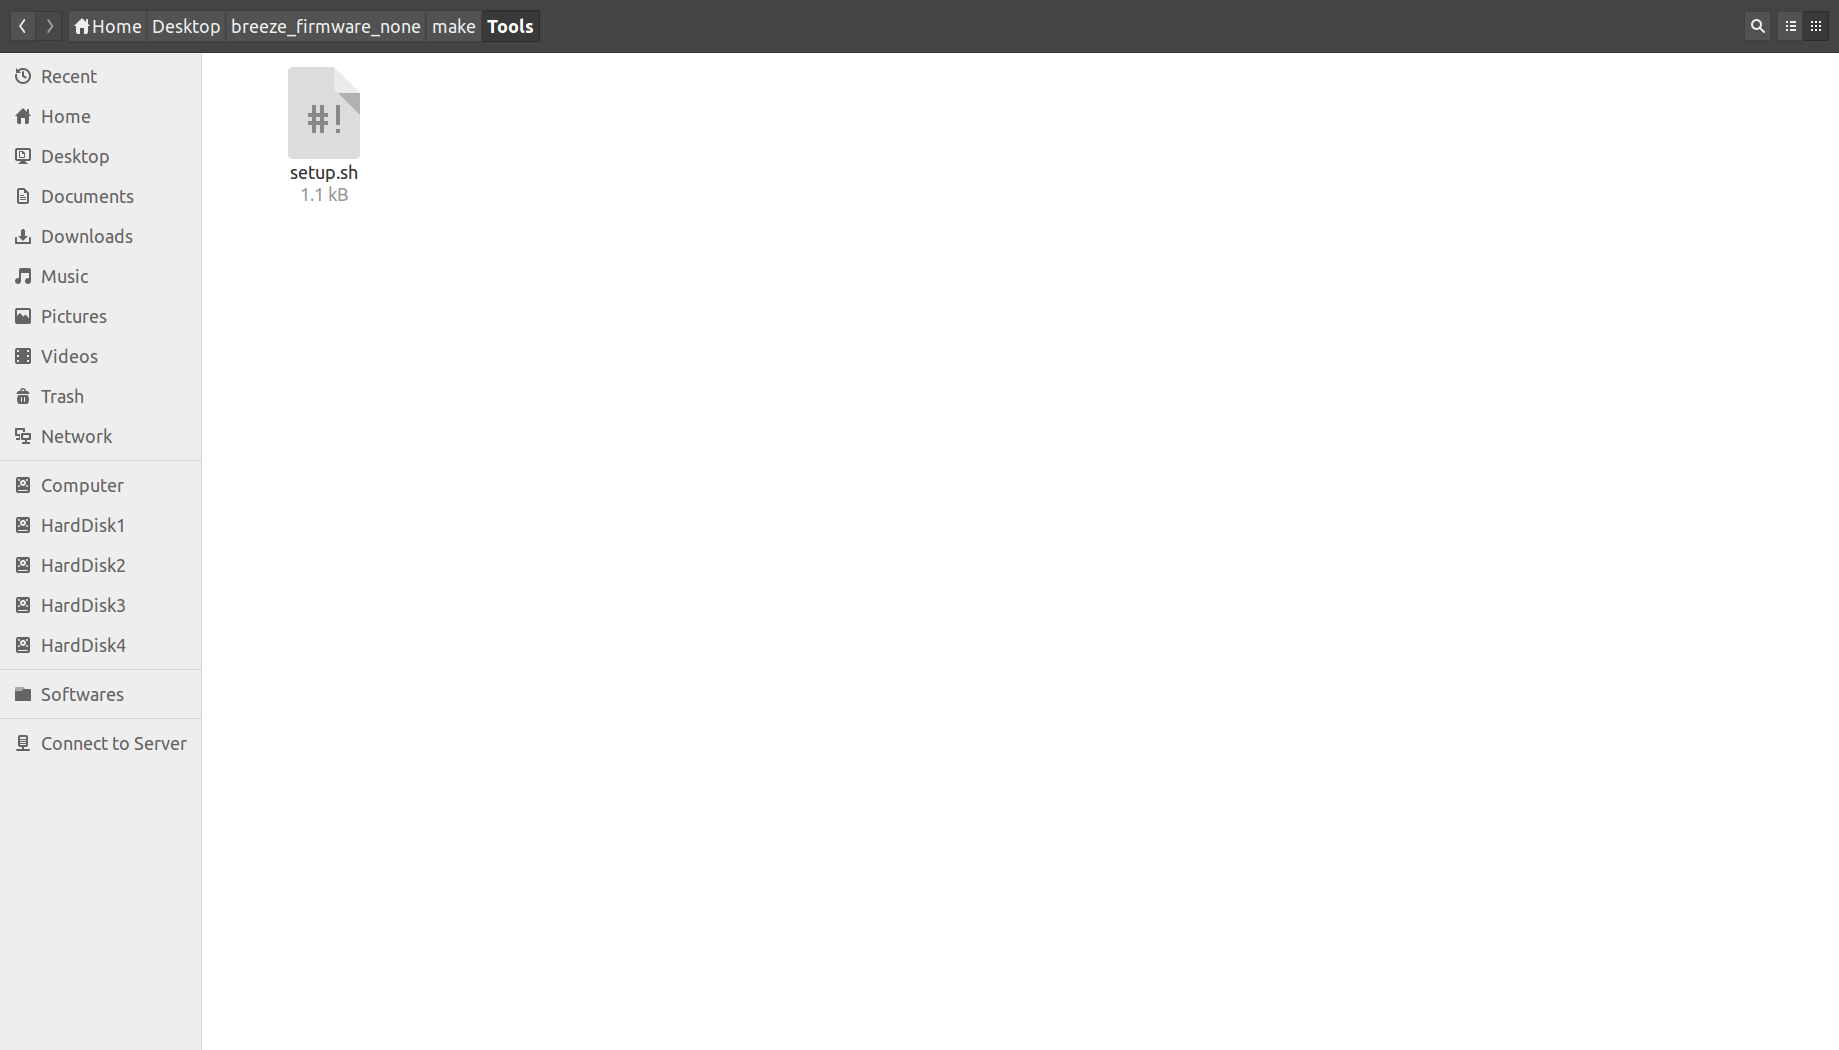 Home Desktop breeze_firmware_none make Tools
Recent
Home
Desktop
Documents
Downloads
Music
Pictures
Videos
Trash
Network
Computer
HardDisk1
HardDisk2
HardDisk3
HardDisk4
Softwares
Connect to Server
#!
setup.sh
1.1 kB